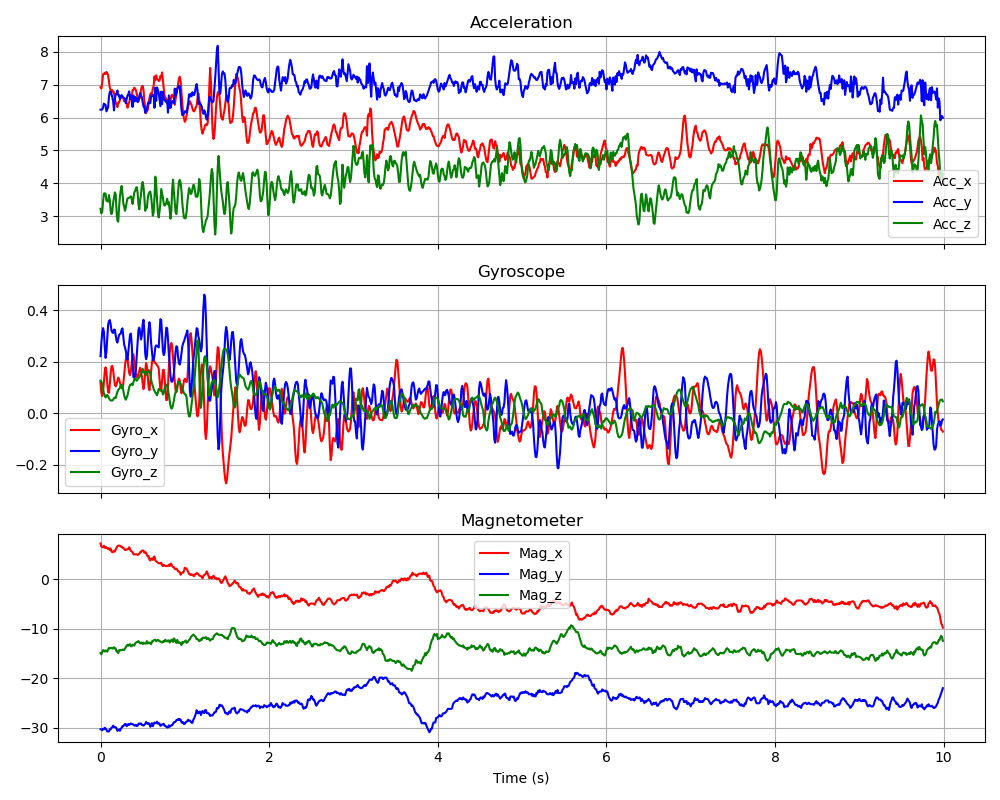 Acceleration
8
7
6
5
4
3
Acc_x
Acc_y
Acc_z
Gyroscope
0.4
0.2
0.0
−0.2
Gyro_x
Gyro_y
Gyro_z
Magnetometer
0
−10
−20
−30
Mag_x
Mag_y
Mag_z
0 2 4 6 8 10
Time (s)